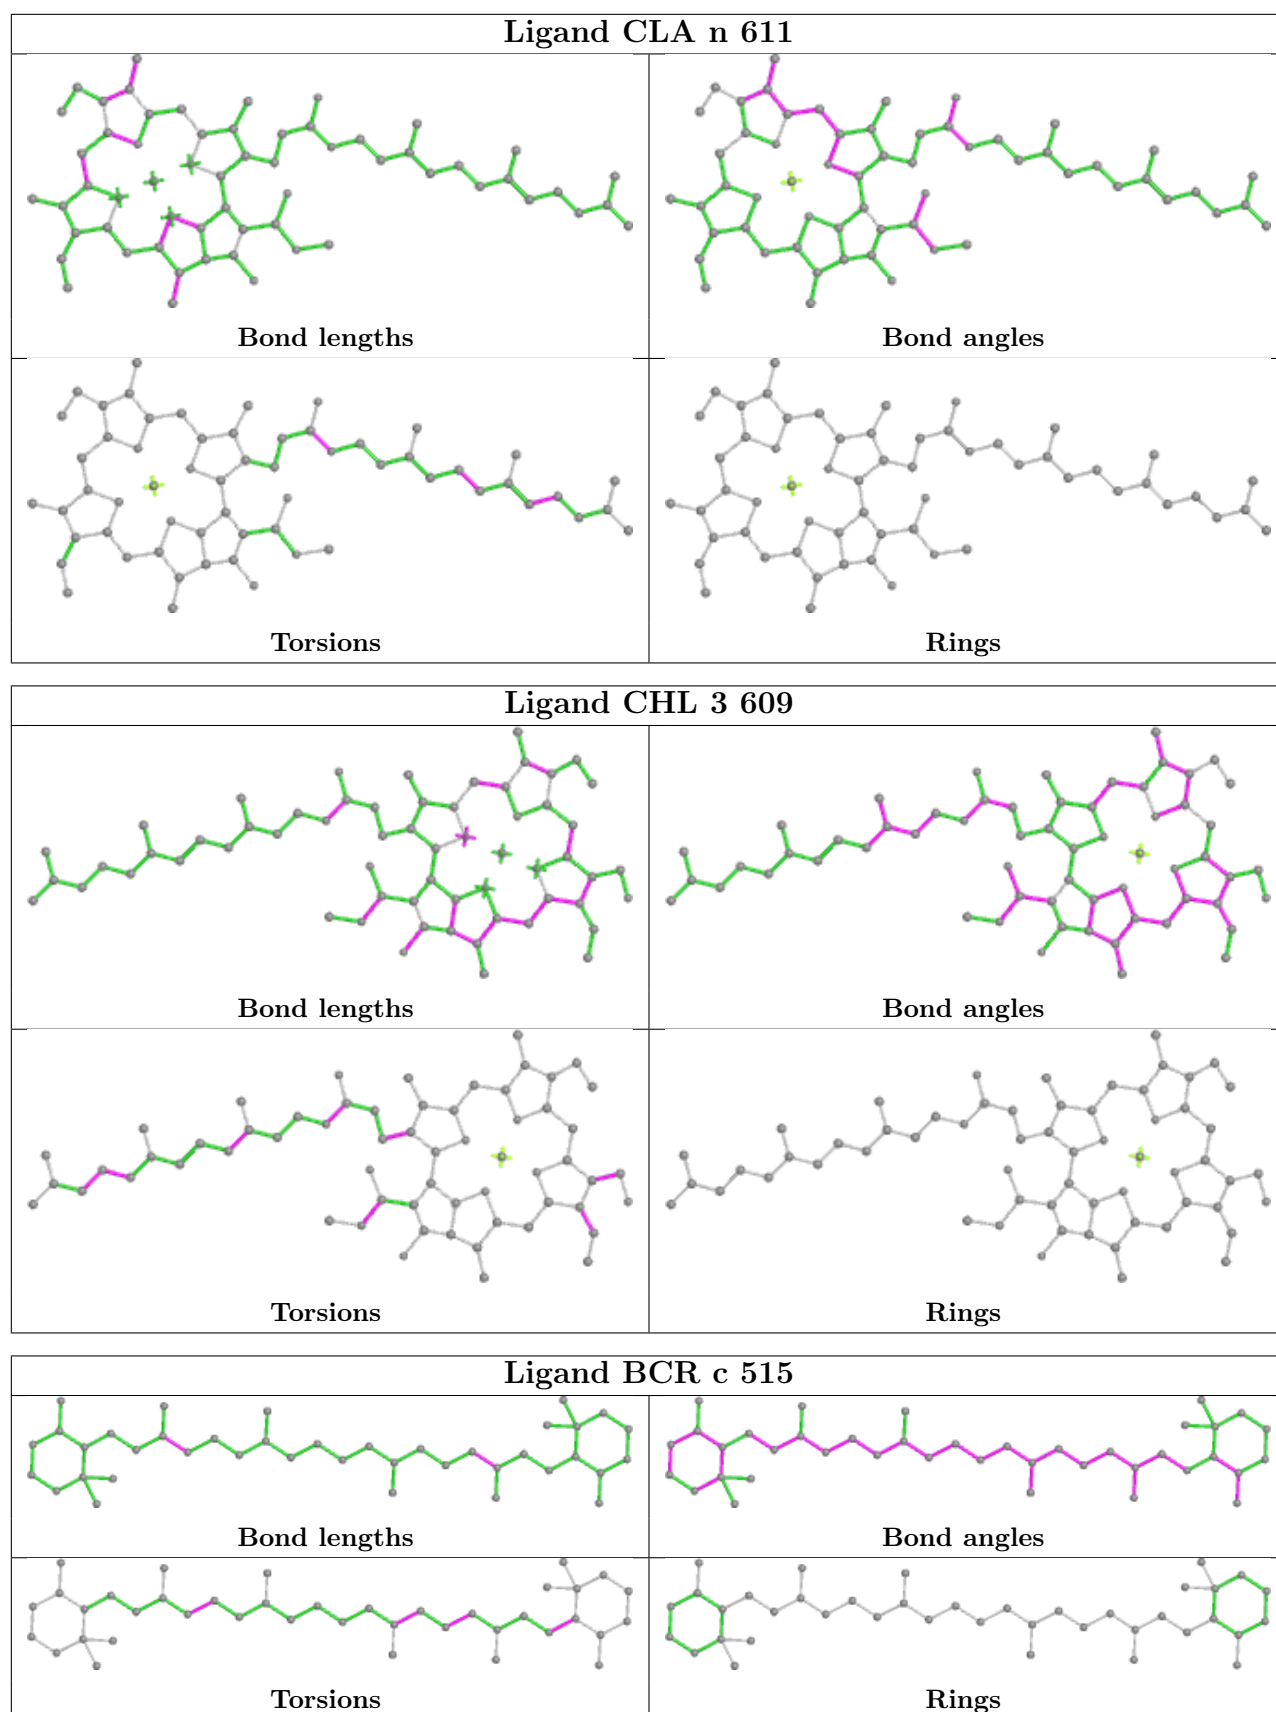 Ligand CLA n 611
Bond lengths
Bond angles
Torsions
Rings
Ligand CHL 3 609
Bond lengths
Bond angles
Torsions
Rings
Ligand BCR c 515
Bond lengths
Bond angles
Torsions
Rings